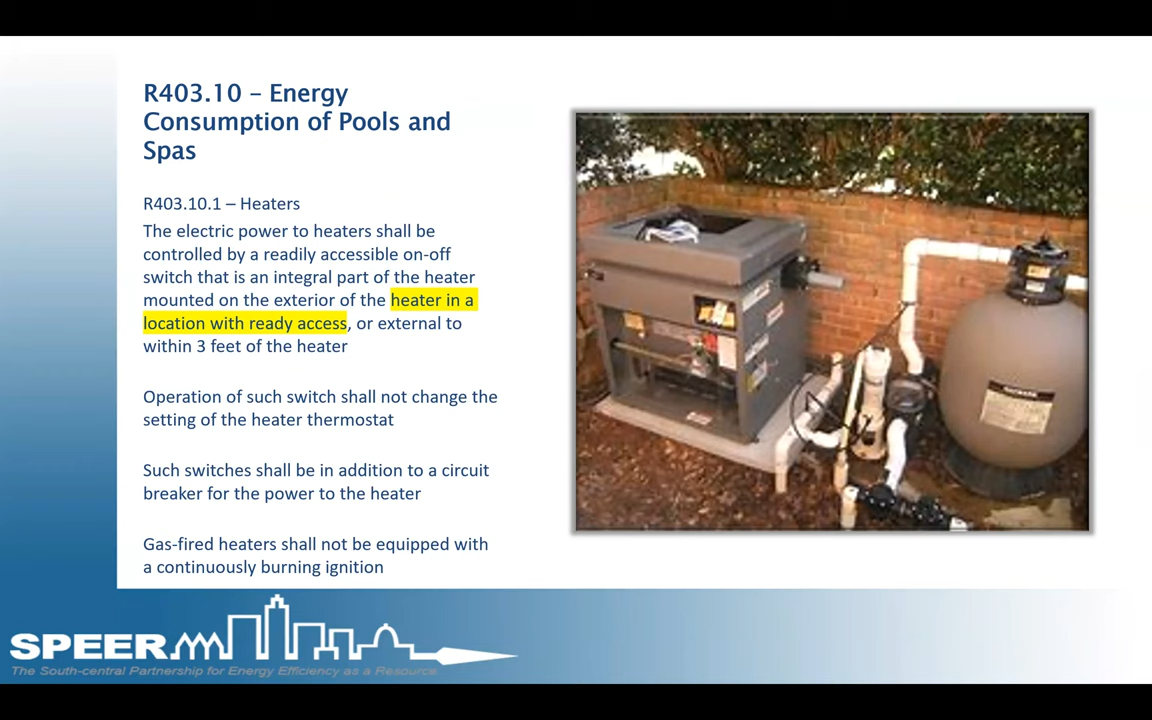 R403.10 – Energy
Consumption of Pools and
Spas
R403.10.1 – Heaters
The electric power to heaters shall be
controlled by a readily accessible on-off
switch that is an integral part of the heater
mounted on the exterior of the heater in a
location with ready access, or external to
within 3 feet of the heater
Operation of such switch shall not change the
setting of the heater thermostat
Such switches shall be in addition to a circuit
breaker for the power to the heater
Gas-fired heaters shall not be equipped with
a continuously burning ignition
SPEER
The South-central Partnership for Energy Efficiency as a Resource